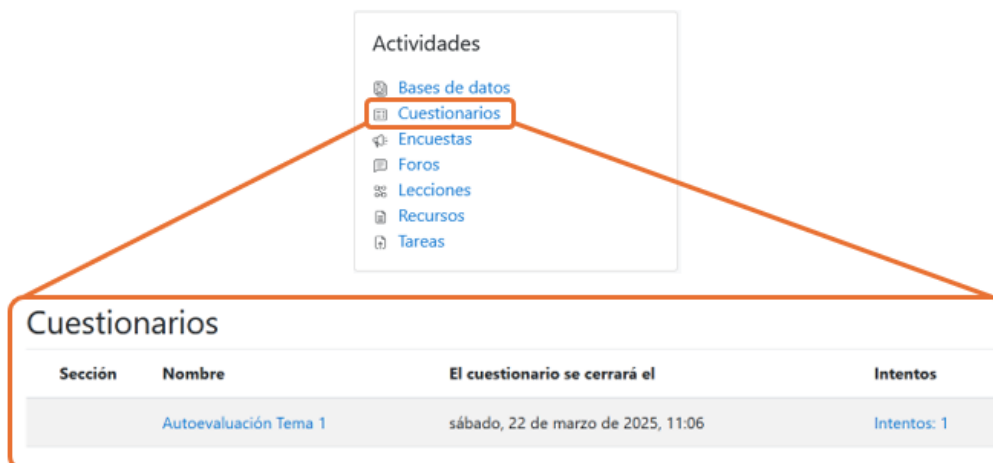 Actividades
Bases de datos
Cuestionarios
Encuestas
Foros
Lecciones
Recursos
Tareas
Cuestionarios
Sección Nombre El cuestionario se cerrará el Intentos
Autoevaluación Tema 1 sábado, 22 de marzo de 2025, 11:06 Intentos: 1